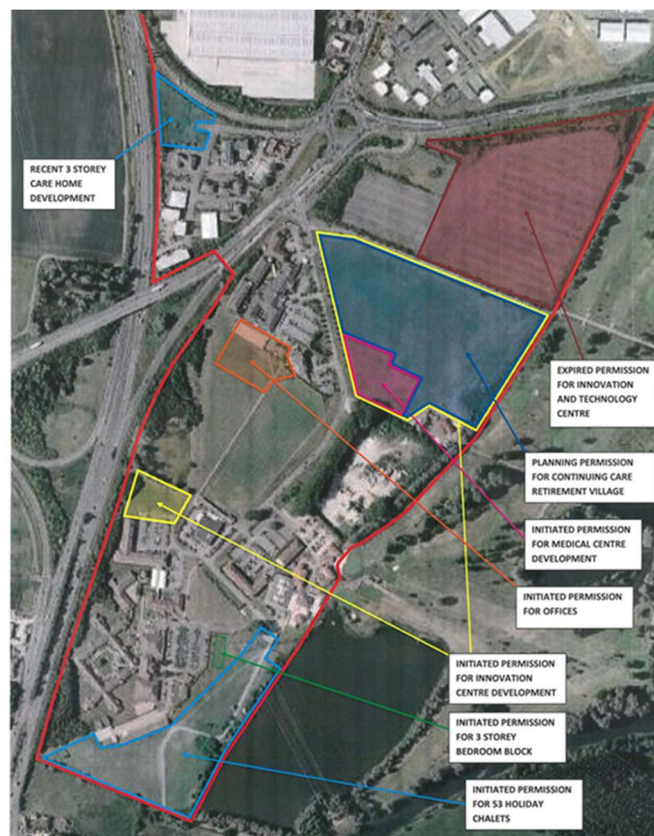 RECENT 3 STOREY
CARE HOME
DEVELOPMENT
EXPIRED PERMISSION
FOR INNOVATION
AND TECHNOLOGY
CENTRE
PLANNING PERMISSION
FOR CONTINUING CARE
RETIREMENT VILLAGE
INITIATED PERMISSION
FOR MEDICAL CENTRE
DEVELOPMENT
INITIATED PERMISSION
FOR OFFICES
INITIATED PERMISSION
FOR INNOVATION
CENTRE DEVELOPMENT
INITIATED PERMISSION
FOR 3 STOREY
BEDROOM BLOCK
INITIATED PERMISSION
FOR 53 HOLIDAY
CHALETS